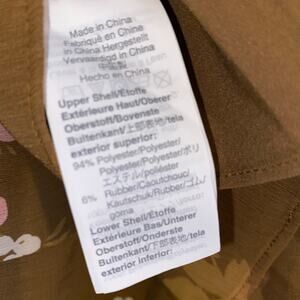 Made in China
Fabriqué en Chine
in China Hergestellt
Vervaardigd in China
中国製
Hecho en China
Upper Shell/Etoffe
Extérieure Haut/Oberer
Oberstoff/Bovenste
Buitenkant/上部表地/tela
exterior superior:
94% Polyester/Polyester/
Polyester/Polyester/ポリ
エステル/poliéster
6% Rubber/Caoutchouc/
Kautschuk/Rubber/ゴム/
goma
Lower Shell/Etoffe
Extérieure Bas/Unterer
Oberstoff/Onderste
Buitenkant/下部表地/tela
exterior inferior: